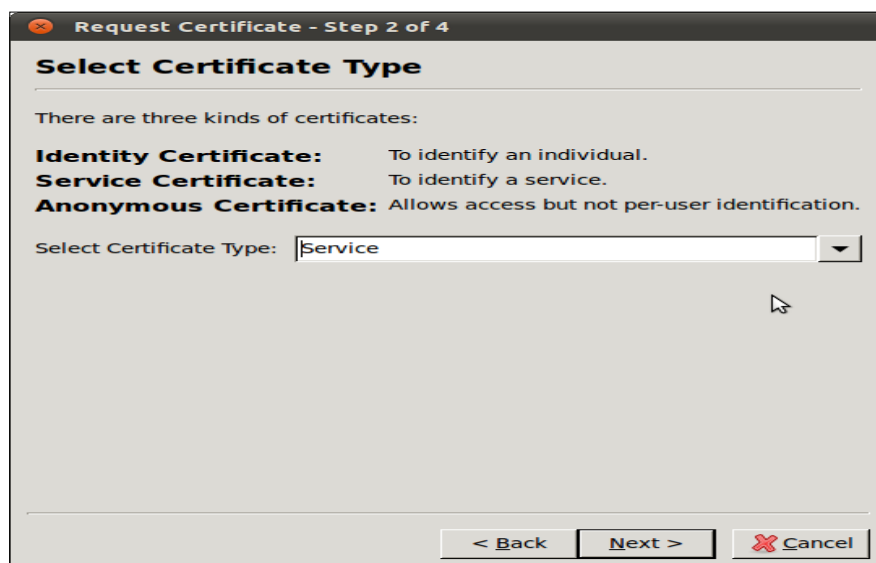 Request Certificate - Step 2 of 4
Select Certificate Type
There are three kinds of certificates:
Identity Certificate: To identify an individual.
Service Certificate: To identify a service.
Anonymous Certificate: Allows access but not per-user identification.
Select Certificate Type: Service
< Back Next > Cancel